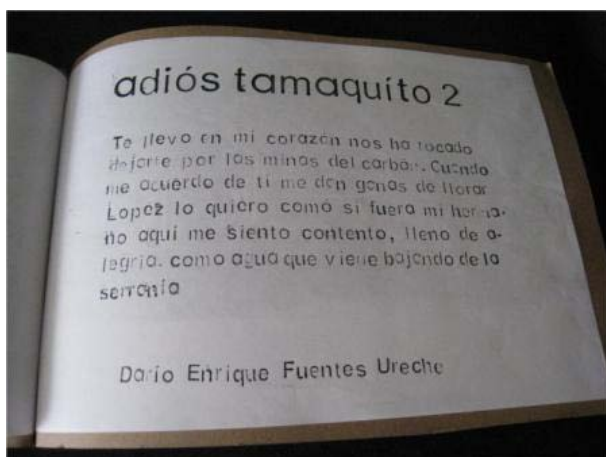 adiós tamaquito 2
Te llevo en mi corazón nos ha tocado
dejarte por las minas del carbón. Cuando
me acuerdo de ti me dan ganas de llorar
Lopez lo quiero como si fuera mi herma-
no aqui me siento contento, lleno de a-
legria. como agua que viene bajando de la
serranía
Dario Enrique Fuentes Ureche